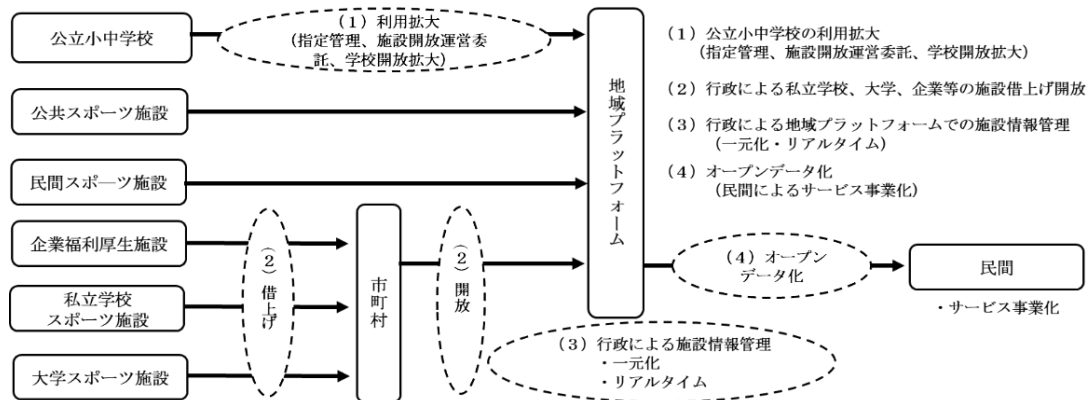 公立小中学校
（1）利用拡大
（指定管理、施設開放運営委
託、学校開放拡大）
公共スポーツ施設
民間スポーツ施設
企業福利厚生施設
私立学校
スポーツ施設
大学スポーツ施設
（2）借上げ
市町村
（2）開放
地域プラットフォーム
（3）行政による施設情報管理
・一元化
・リアルタイム
（4）オープン
データ化
民間
・サービス事業化
（1）公立小中学校の利用拡大
（指定管理、施設開放運営委託、学校開放拡大）
（2）行政による私立学校、大学、企業等の施設借上げ開放
（3）行政による地域プラットフォームでの施設情報管理
（一元化・リアルタイム）
（4）オープンデータ化
（民間によるサービス事業化）